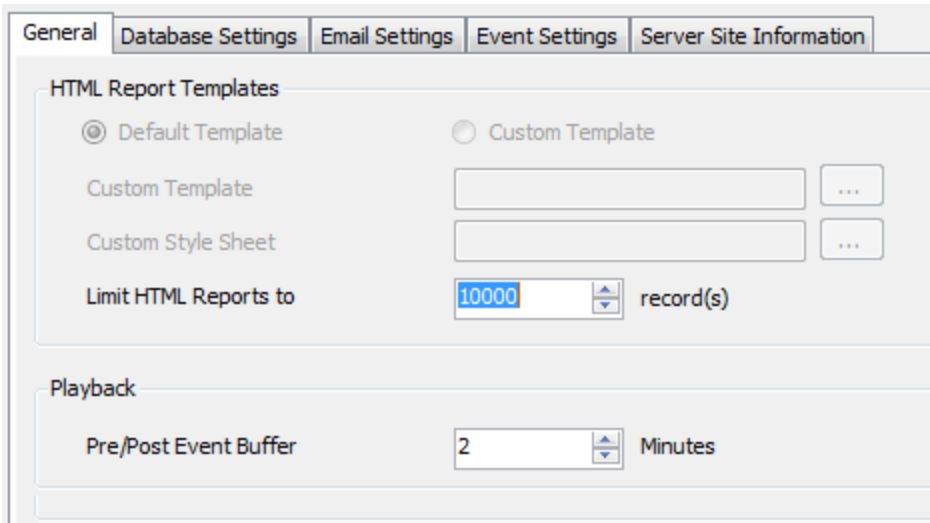 General Database Settings Email Settings Event Settings Server Site Information
HTML Report Templates
Default Template Custom Template
Custom Template ...
Custom Style Sheet ...
Limit HTML Reports to 10000 record(s)
Playback
Pre/Post Event Buffer 2 Minutes